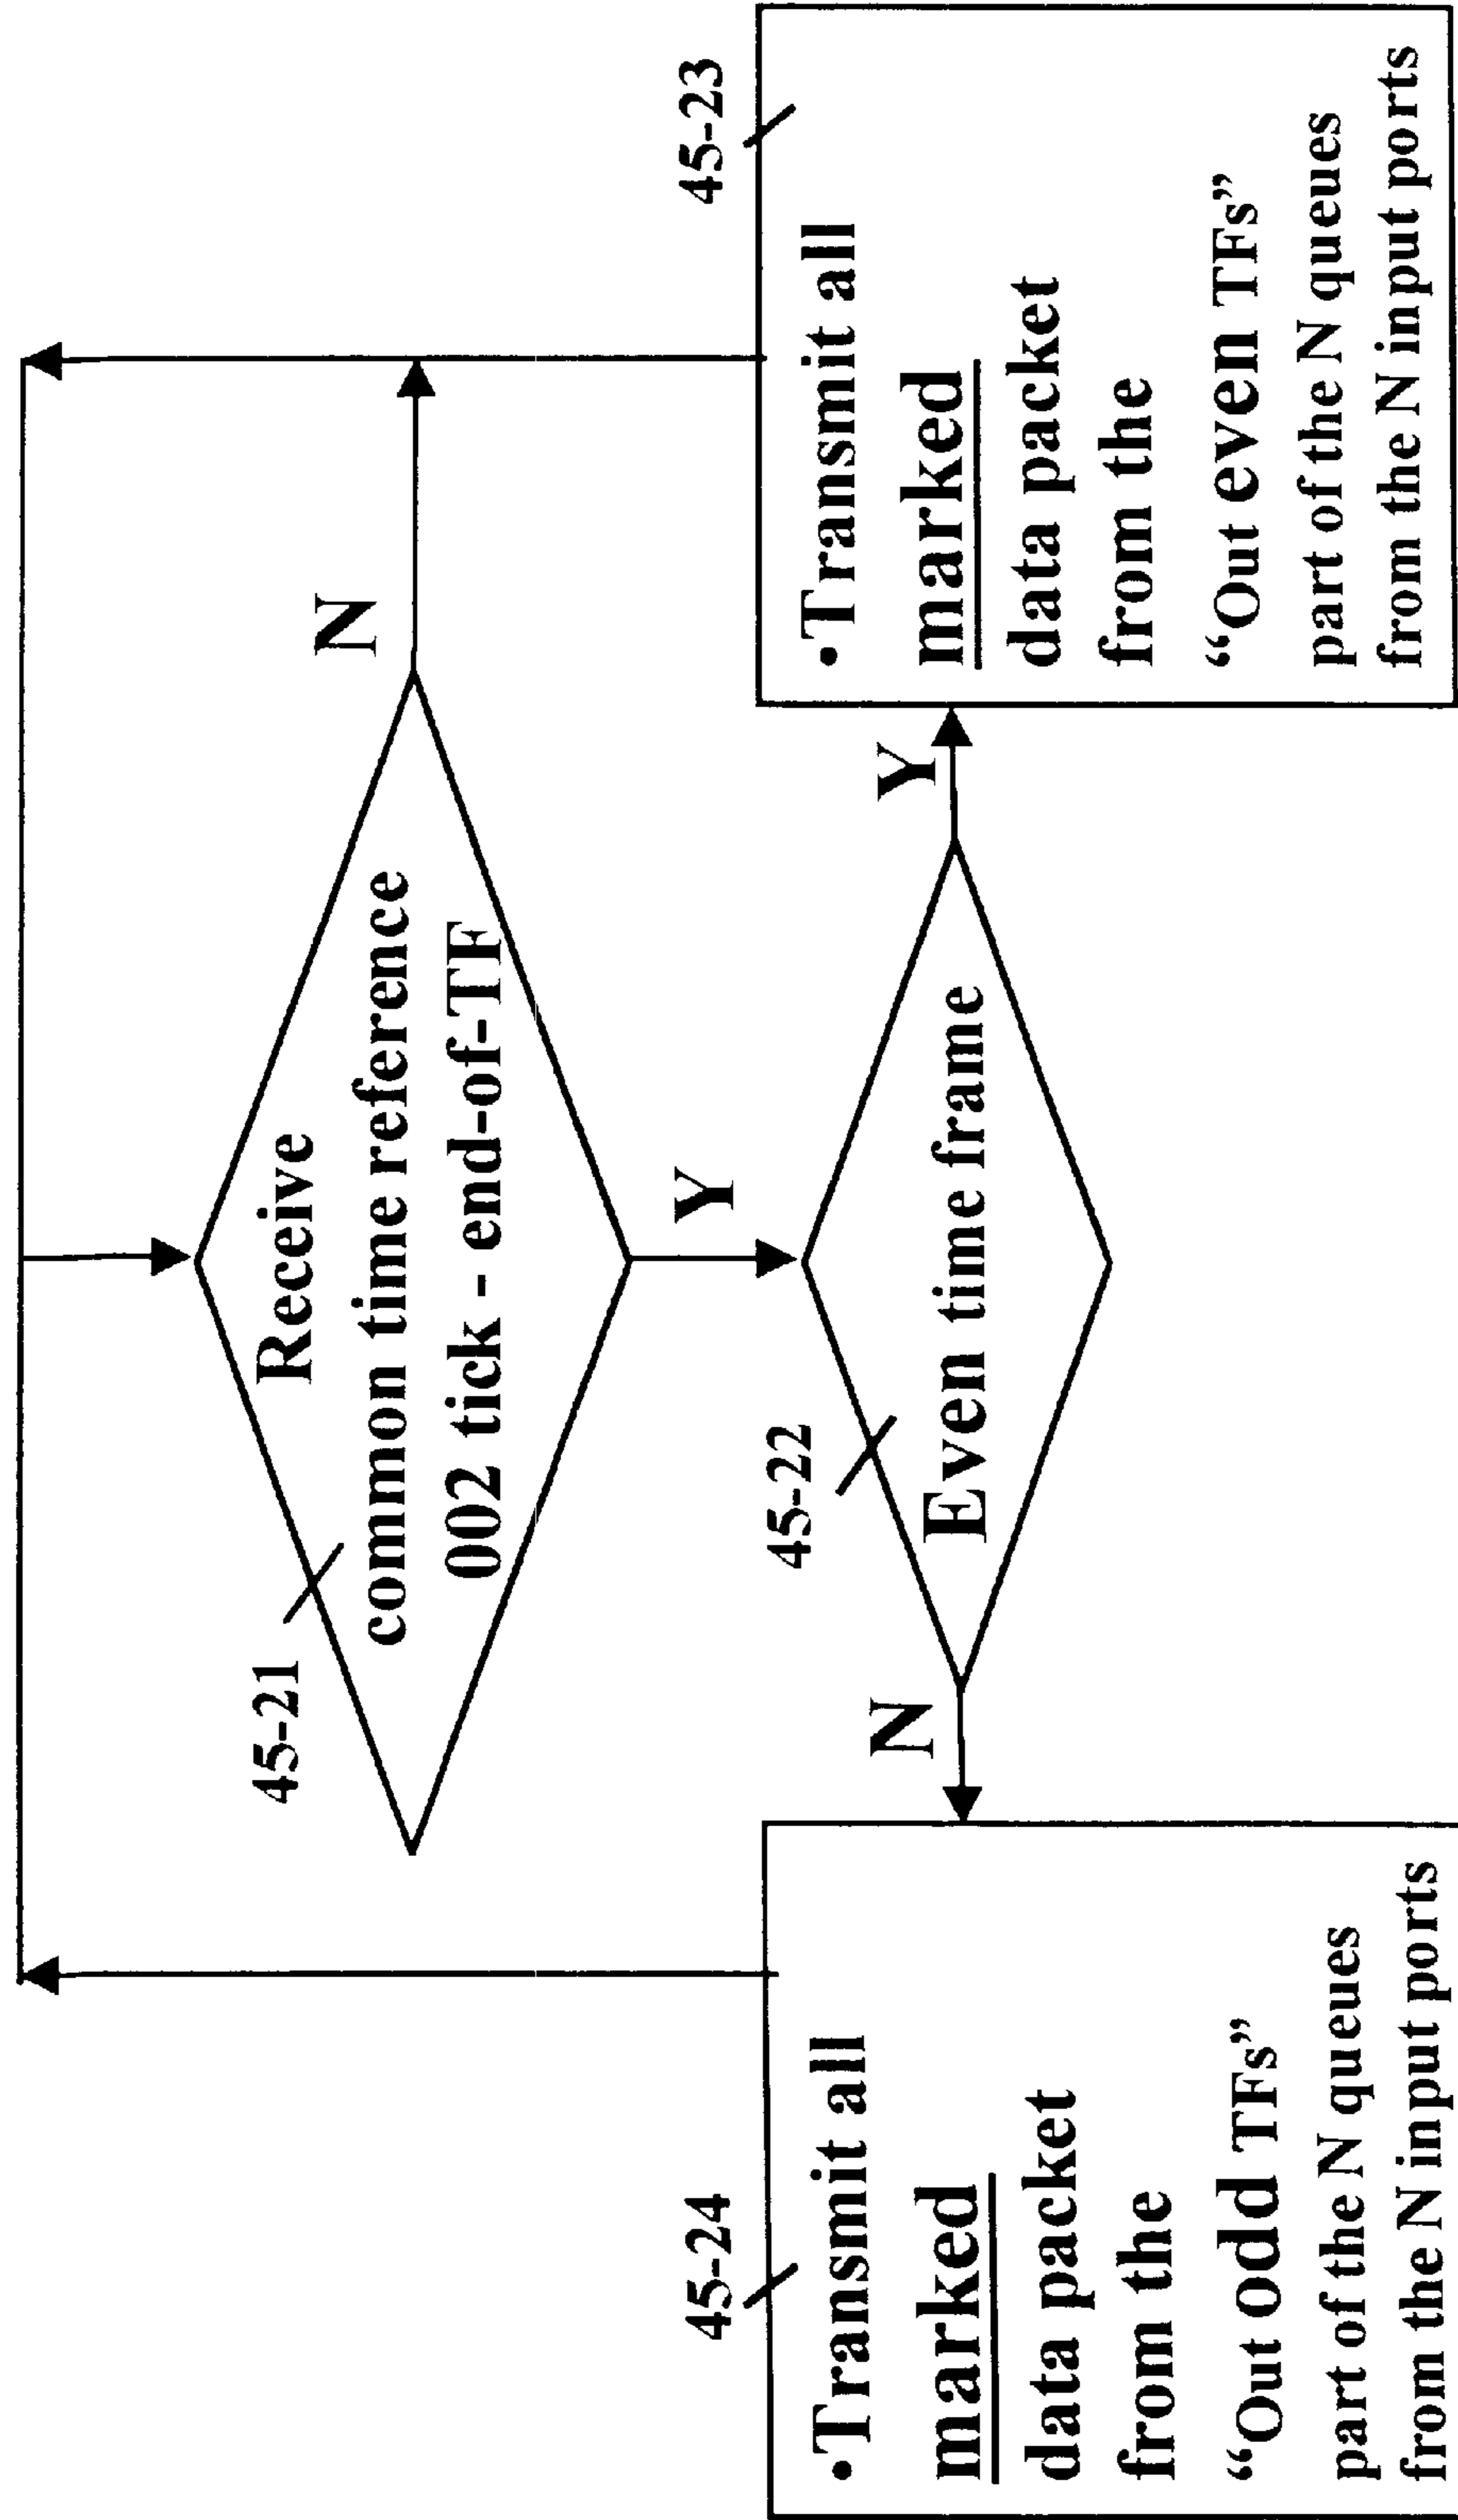 45-21
Receive
common time reference
002 tick - end-of-TF
N
Y
45-22
Even time frame
N
Y
45-24
•Transmit all
marked
data packet
from the
“Out odd TFs”
part of the N queues
from the N input ports
45-23
•Transmit all
marked
data packet
from the
“Out even TFs”
part of the N queues
from the N input ports